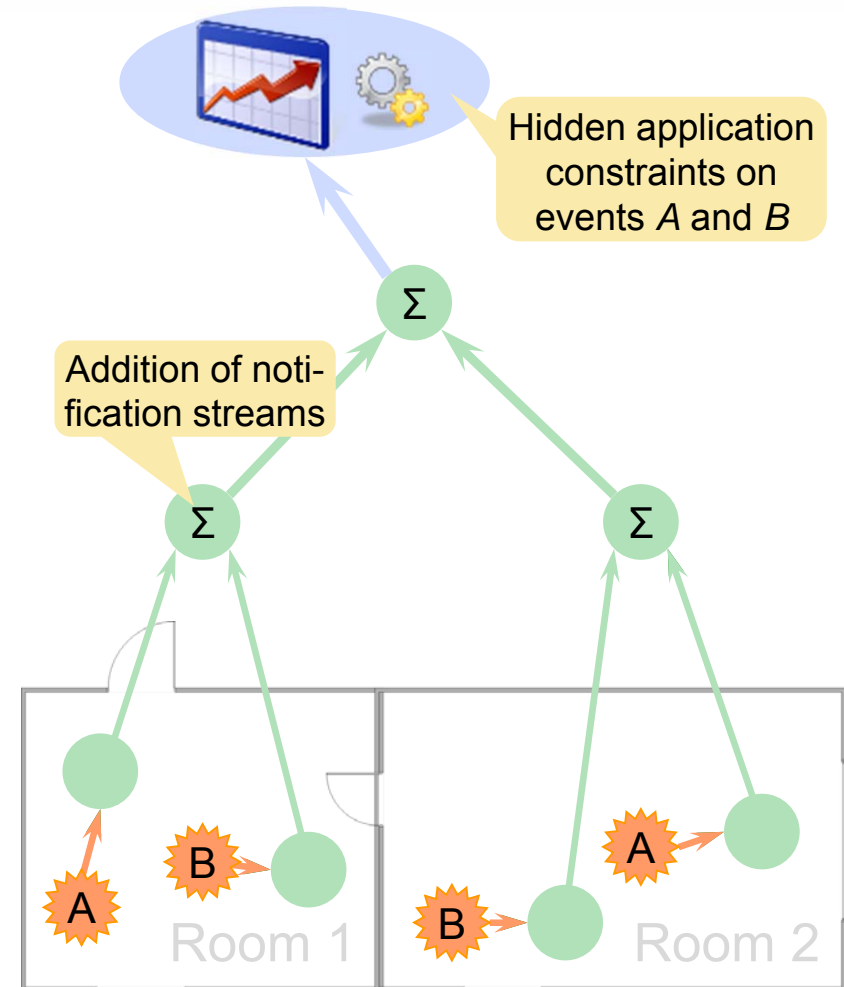 Hidden application
constraints on
events A and B
Σ
Addition of noti-
fication streams
Σ
Σ
A
B
A
B
Room 1
Room 2